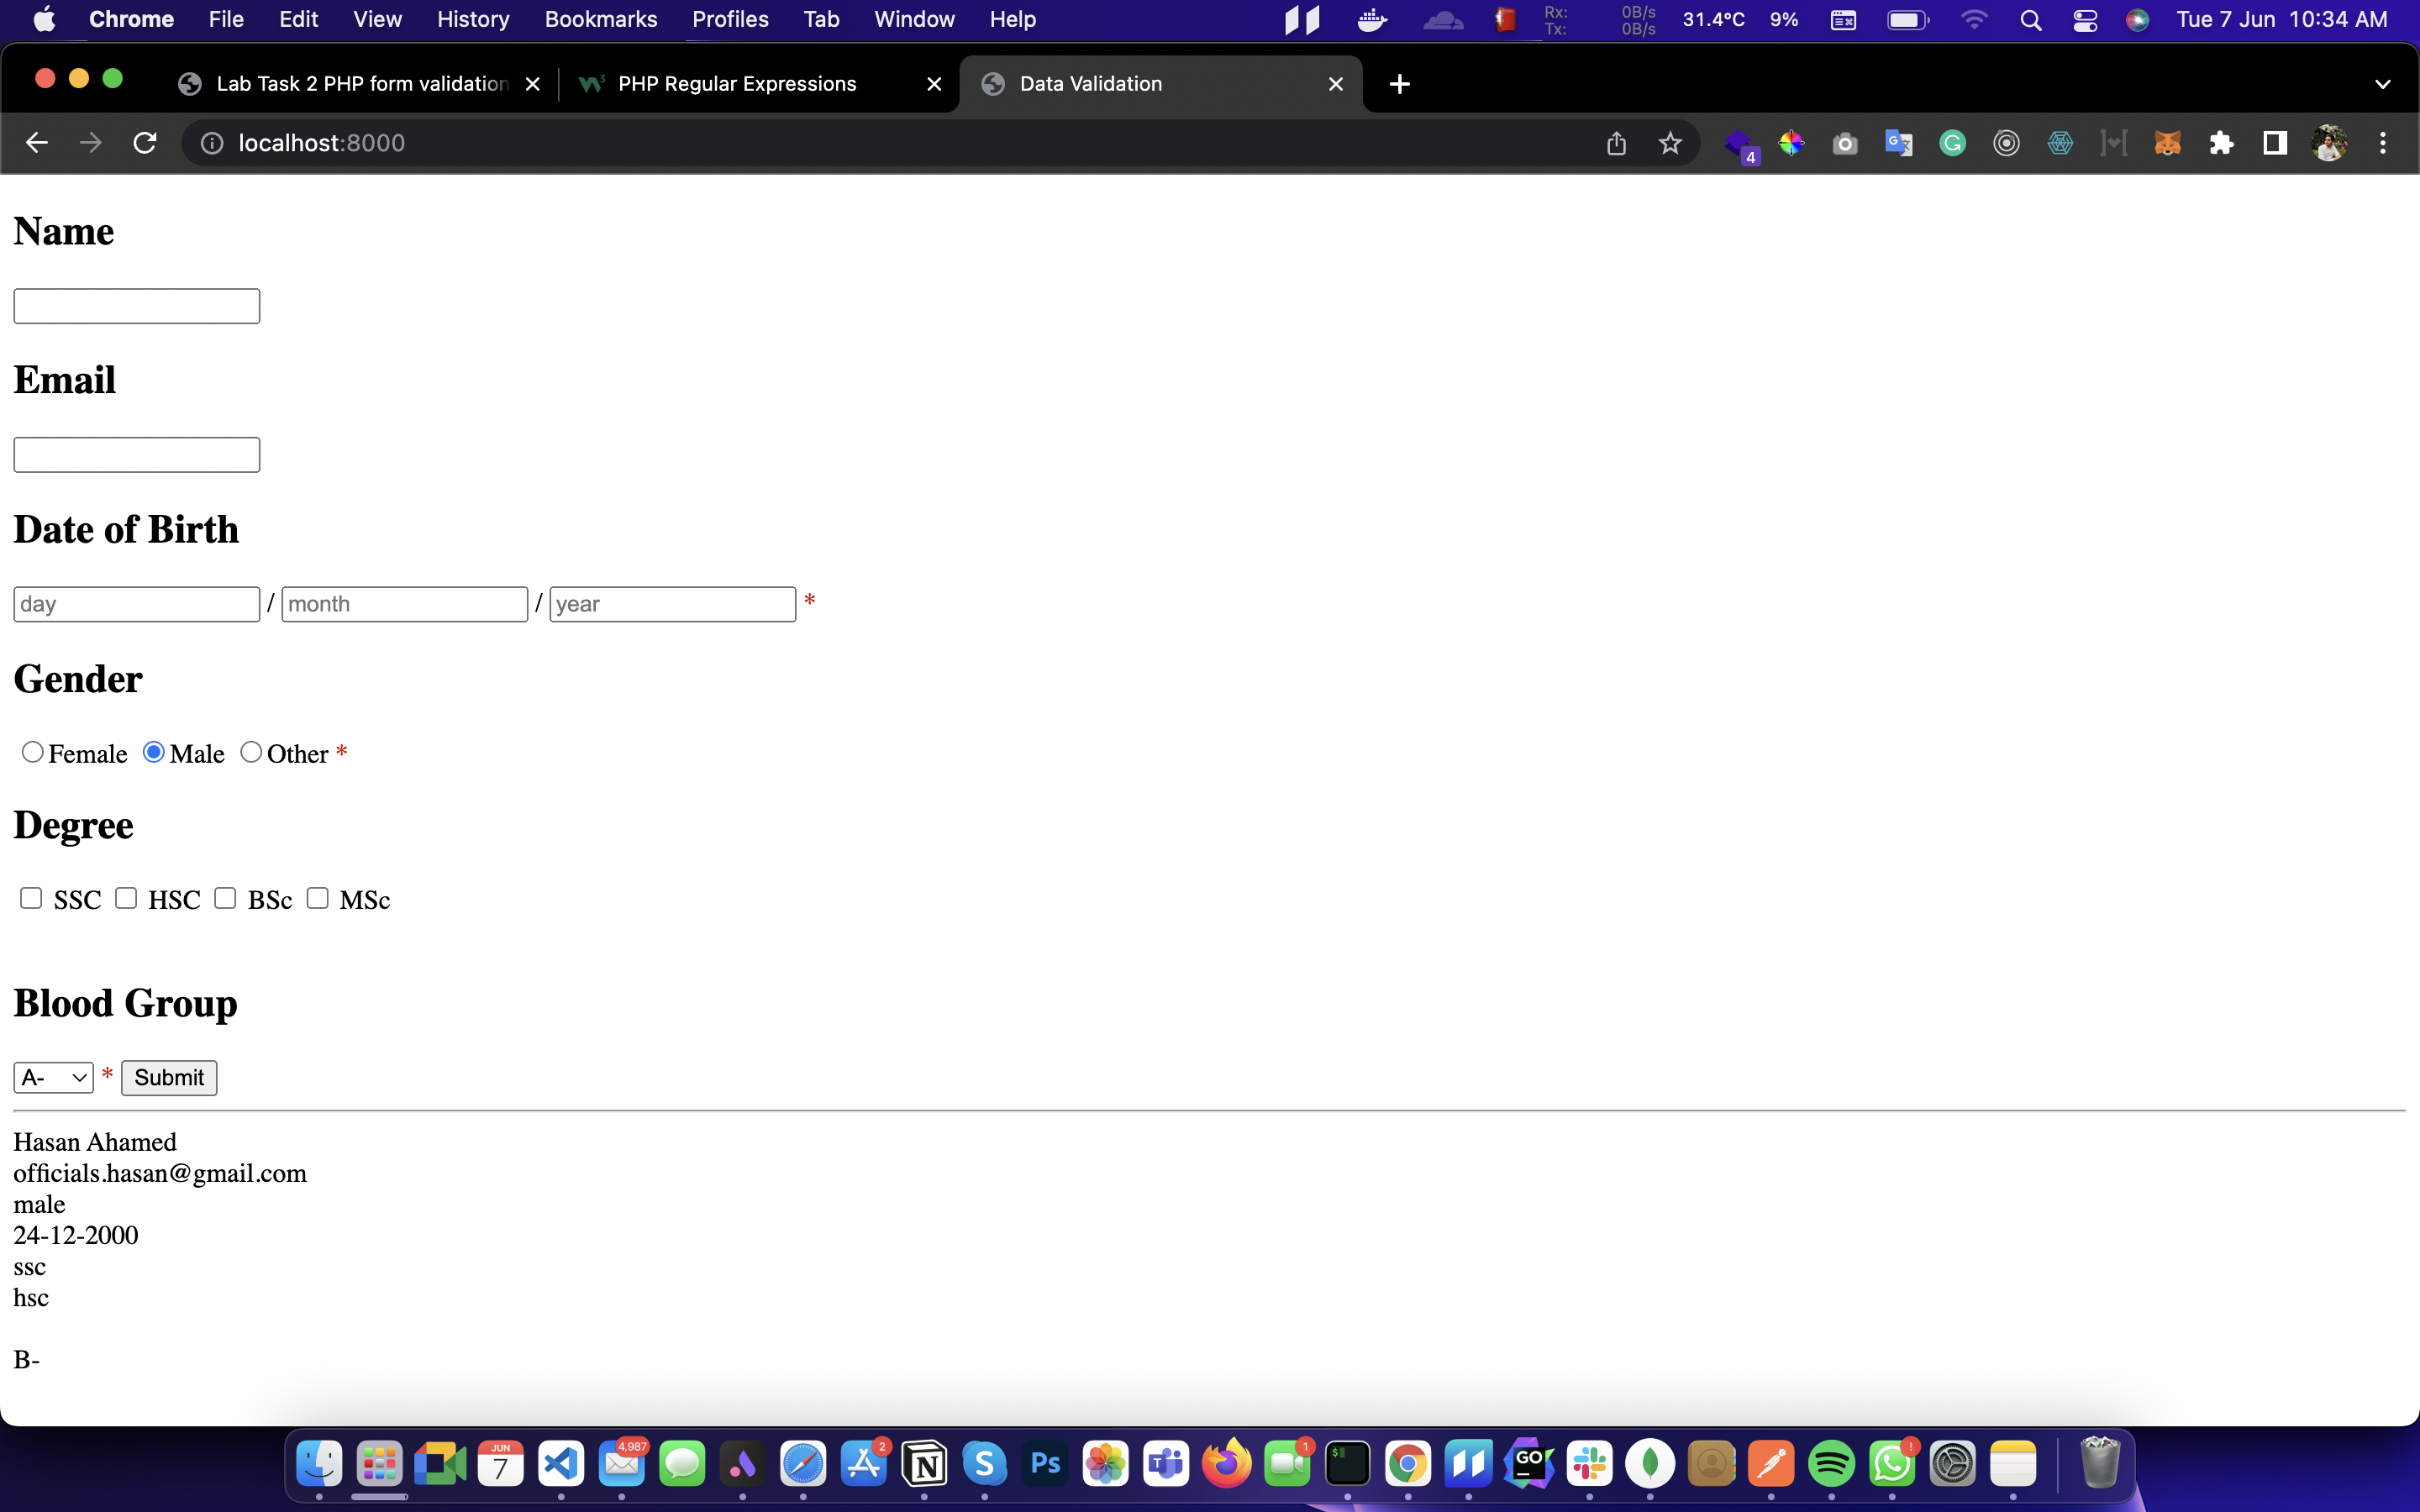 Chrome File Edit View History Bookmarks Profiles Tab Window Help Rx: 0B/s Tx: 0B/s 31.4°C 9% Tue 7 Jun 10:34 AM
Lab Task 2 PHP form validation PHP Regular Expressions Data Validation
localhost:8000
4
Name
Email
Date of Birth
day / month / year *
Gender
Female Male Other *
Degree
SSC HSC BSc MSc
Blood Group
A- * Submit
Hasan Ahamed
officials.hasan@gmail.com
male
24-12-2000
ssc
hsc
B-
JUN 7 4,987 2 N S Ps T 1 $ GO !